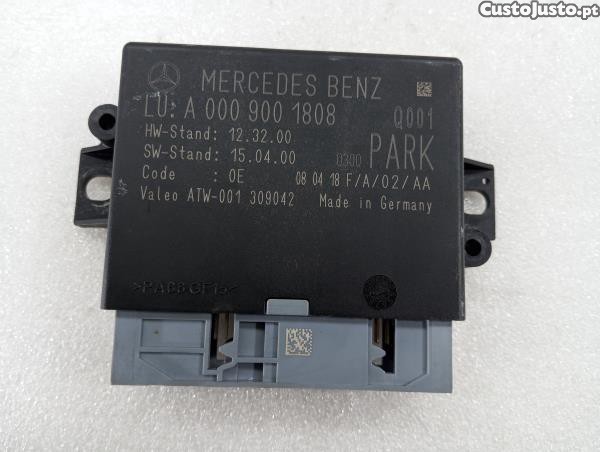 CustoJusto.pt
MERCEDES BENZ
LU: A 000 900 1808 Q001
HW-Stand: 12.32.00
SW-Stand: 15.04.00 0300 PARK
Code : 0E 08 04 18 F/A/02/AA
Valeo ATW-001 309042 Made in Germany
>PA66 GF15<